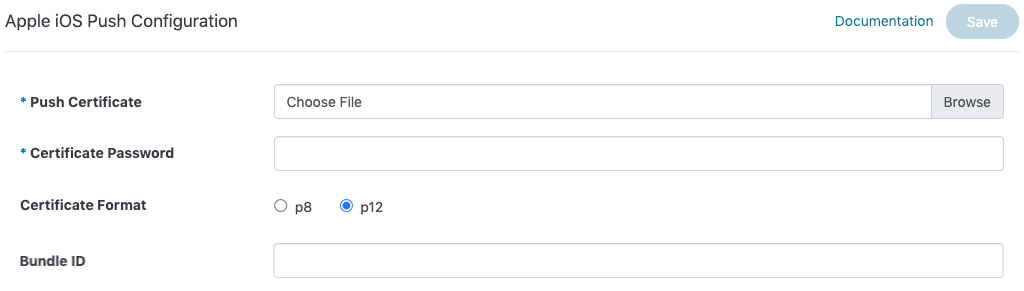 Apple iOS Push Configuration
Documentation
Save
* Push Certificate
Choose File
Browse
* Certificate Password
Certificate Format
p8
p12
Bundle ID